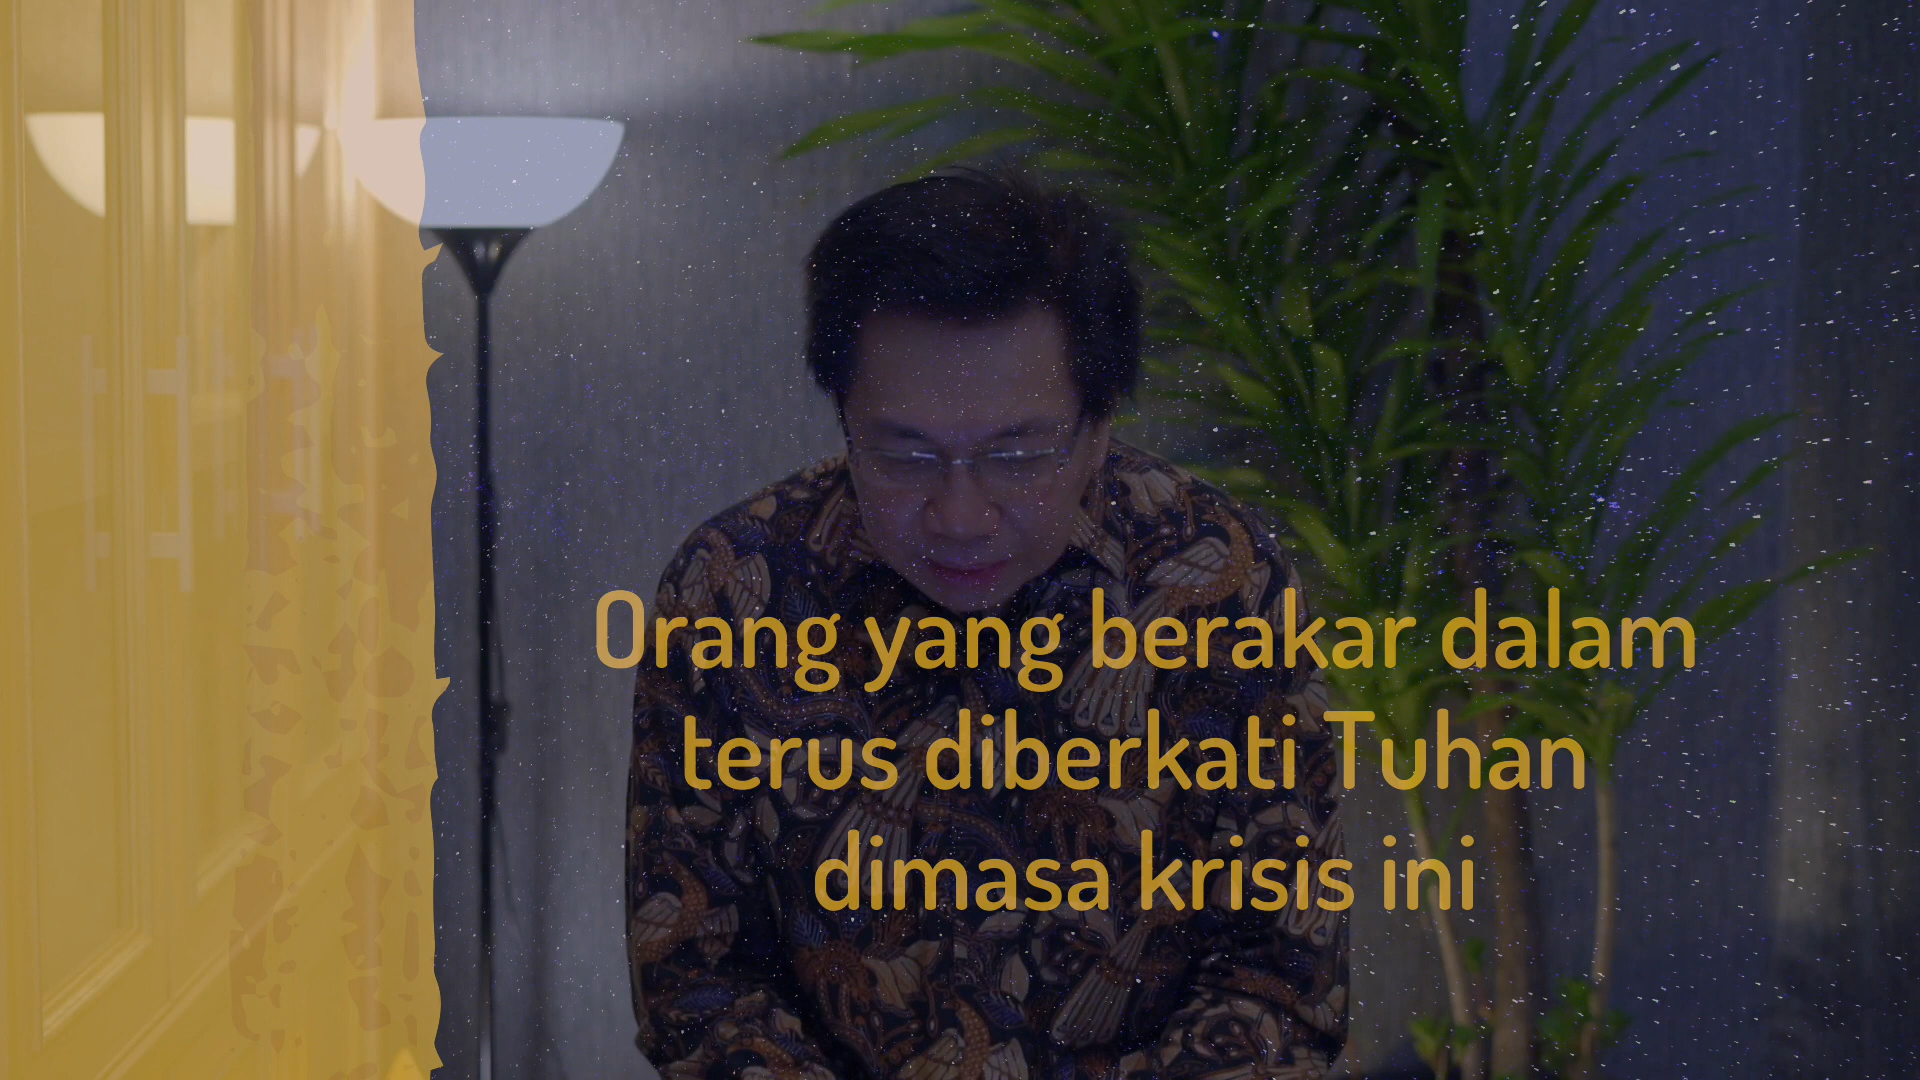 Orang yang berakar dalam
terus diberkati Tuhan
dimasa krisis ini